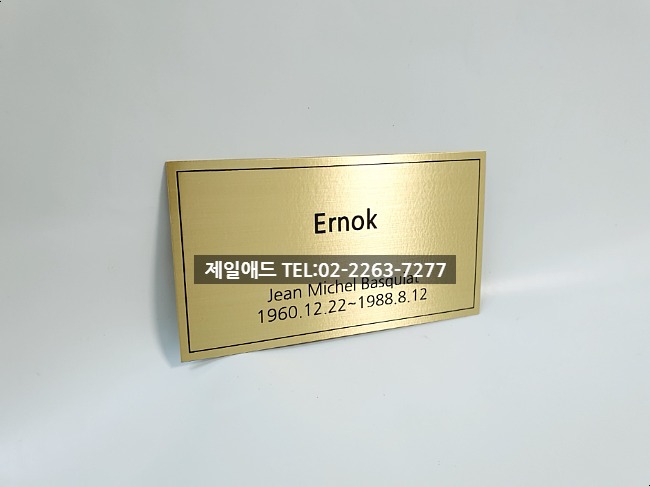 Ernok
제일애드 TEL:02-2263-7277
Jean Michel Basquiat
1960.12.22~1988.8.12